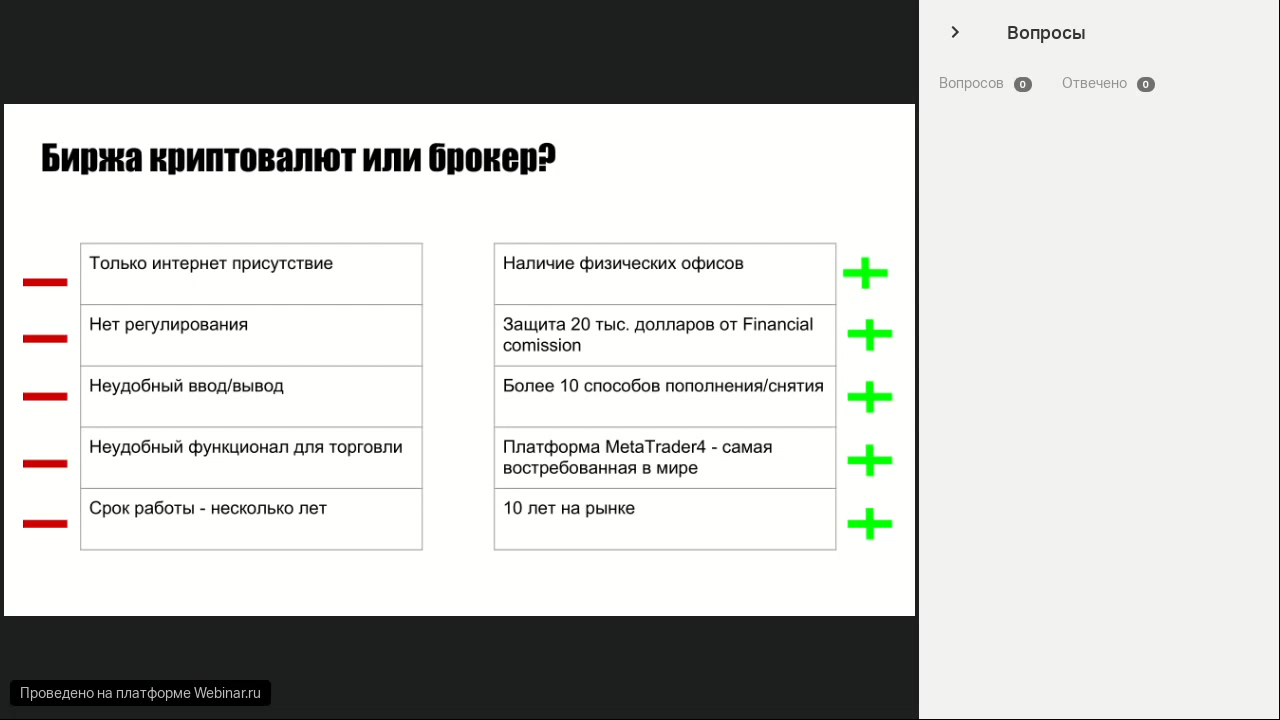 Вопросы
Вопросов 0 Отвечено 0
Биржа криптовалют или брокер?
Только интернет присутствие
Нет регулирования
Неудобный ввод/вывод
Неудобный функционал для торговли
Срок работы - несколько лет
Наличие физических офисов
Защита 20 тыс. долларов от Financial
comission
Более 10 способов пополнения/снятия
Платформа MetaTrader4 - самая
востребованная в мире
10 лет на рынке
Проведено на платформе Webinar.ru